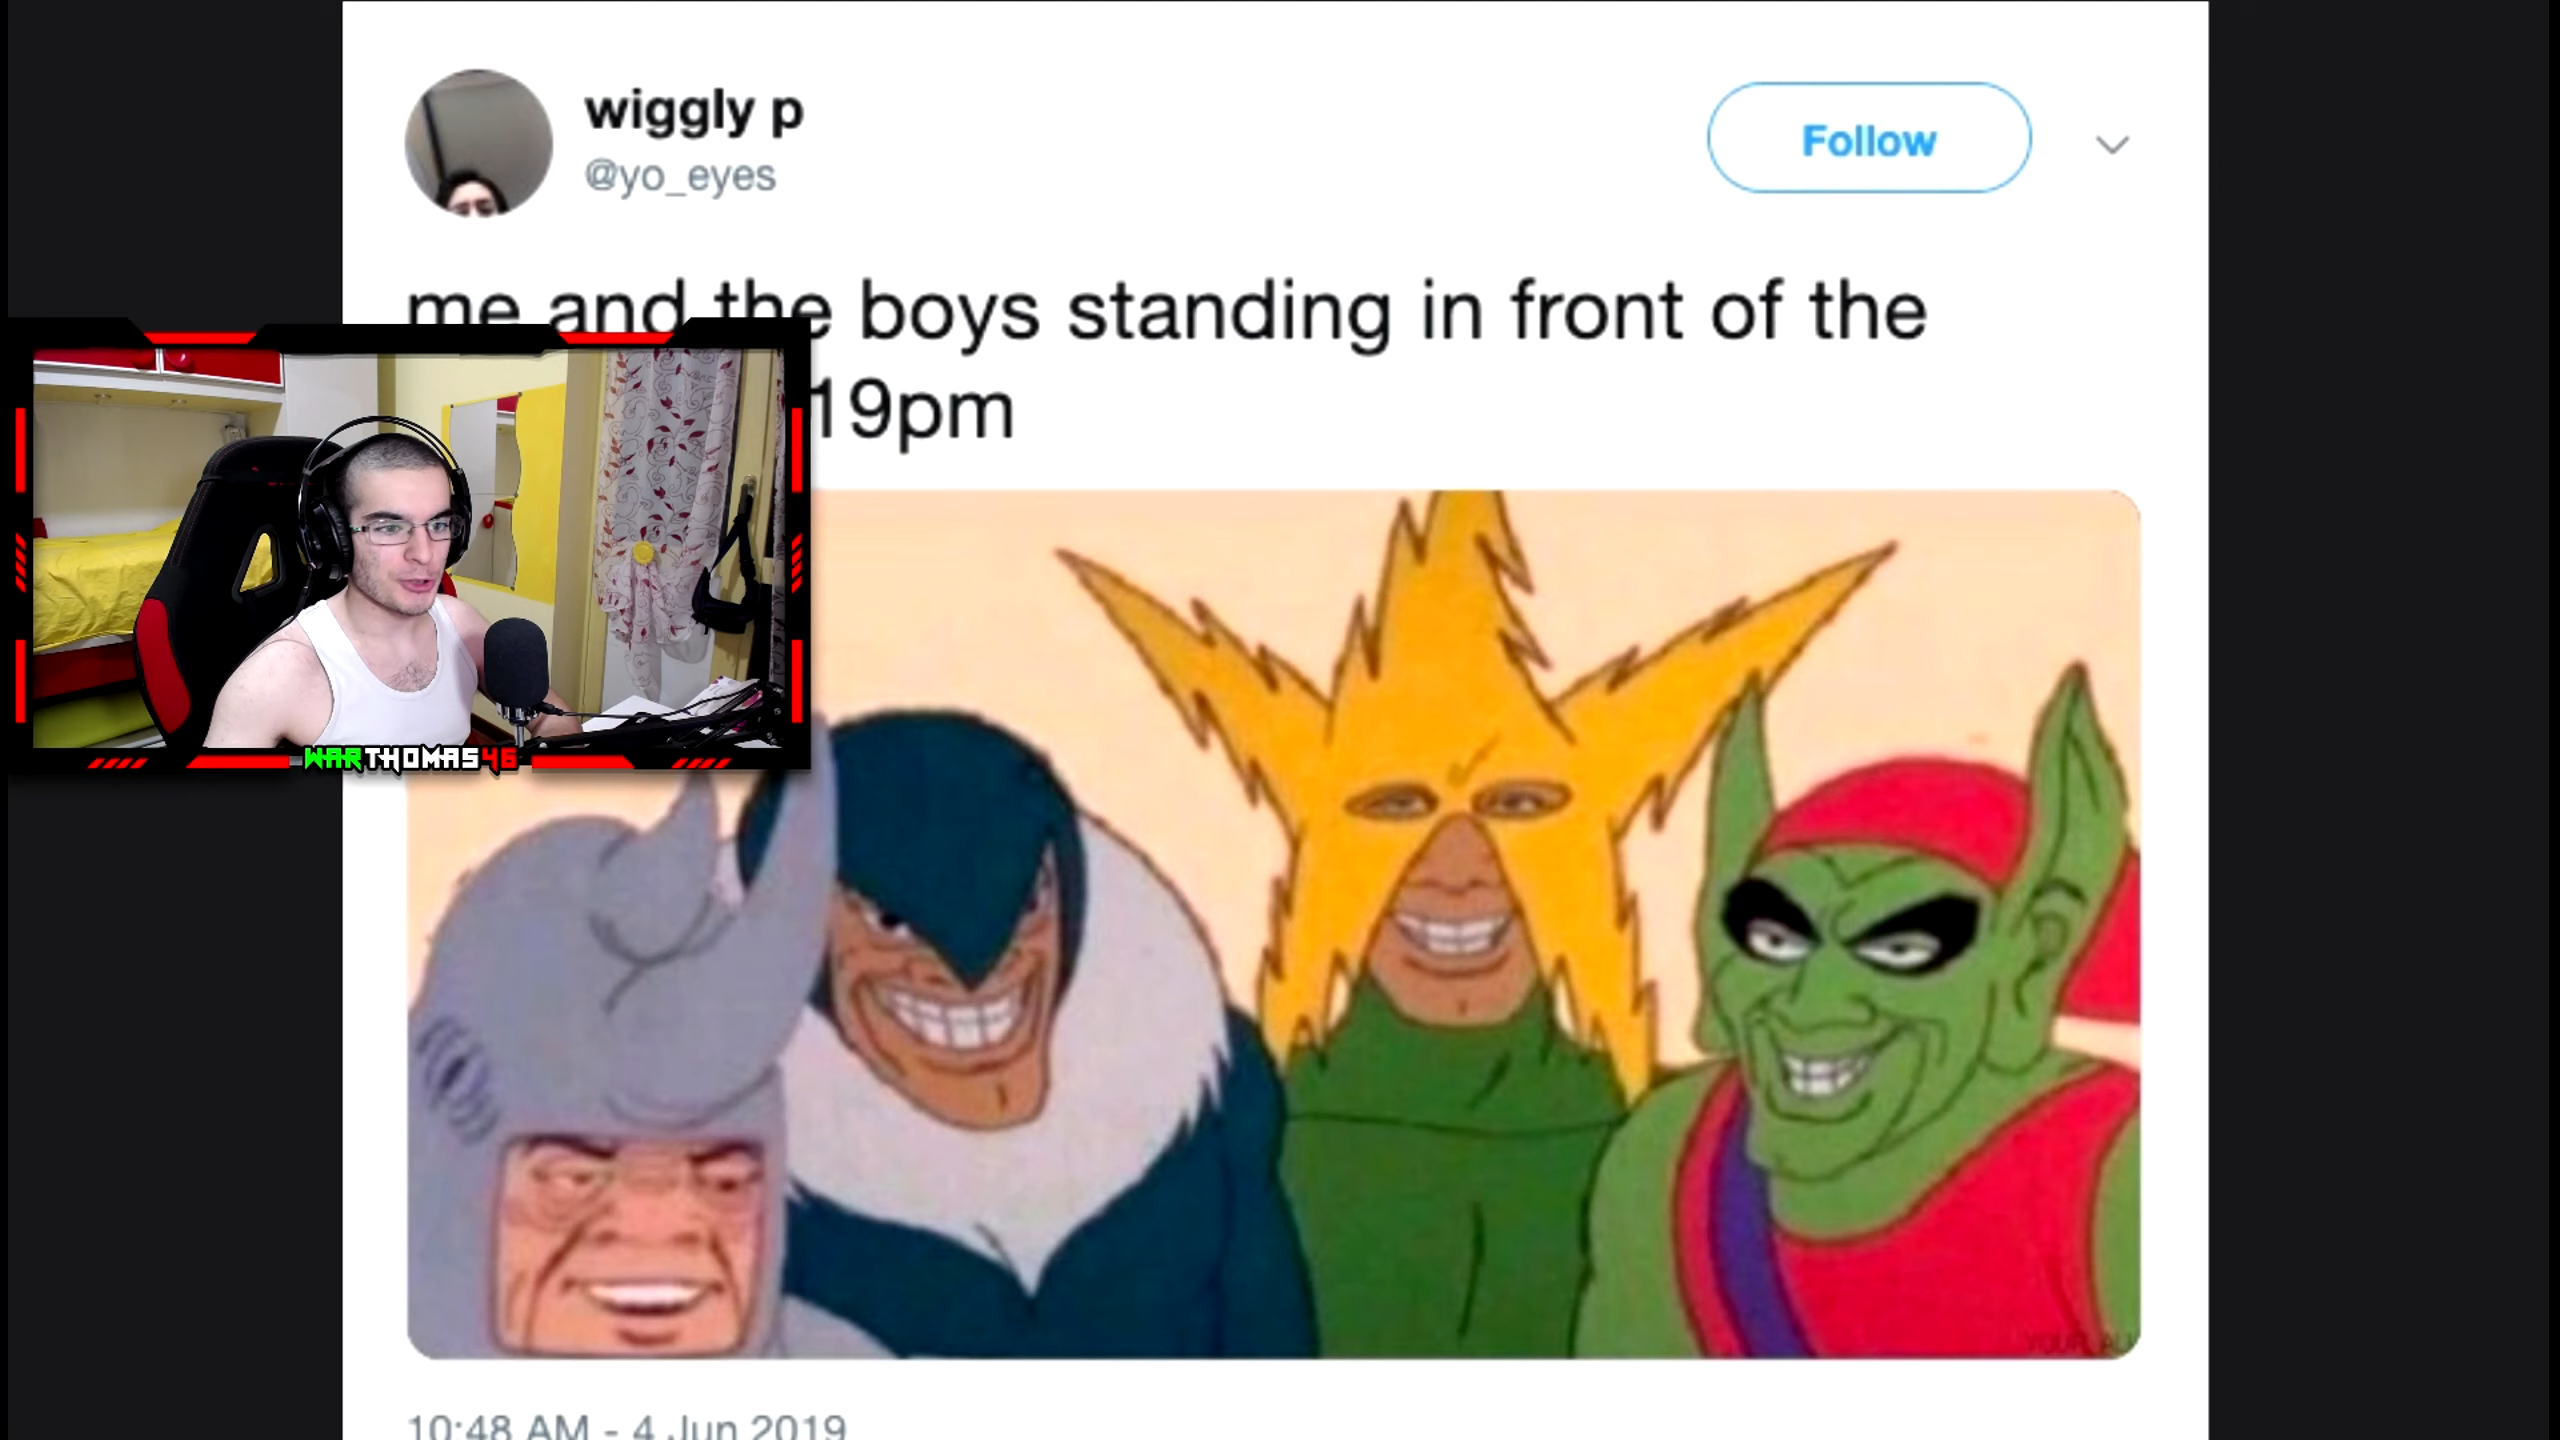 wiggly p
@yo_eyes
Follow
me and the boys standing in front of the
19pm
WARTHOMAS46
10:48 AM - 4 Jun 2019